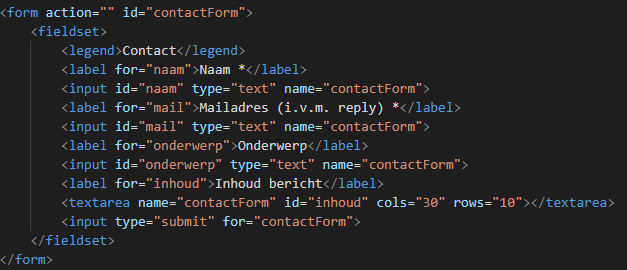 <form action="" id="contactForm">
<fieldset>
<legend>Contact</legend>
<label for="naam">Naam *</label>
<input id="naam" type="text" name="contactForm">
<label for="mail">Mailadres (i.v.m. reply) *</label>
<input id="mail" type="text" name="contactForm">
<label for="onderwerp">Onderwerp</label>
<input id="onderwerp" type="text" name="contactForm">
<label for="inhoud">Inhoud bericht</label>
<textarea name="contactForm" id="inhoud" cols="30" rows="10"></textarea>
<input type="submit" for="contactForm">
</fieldset>
</form>